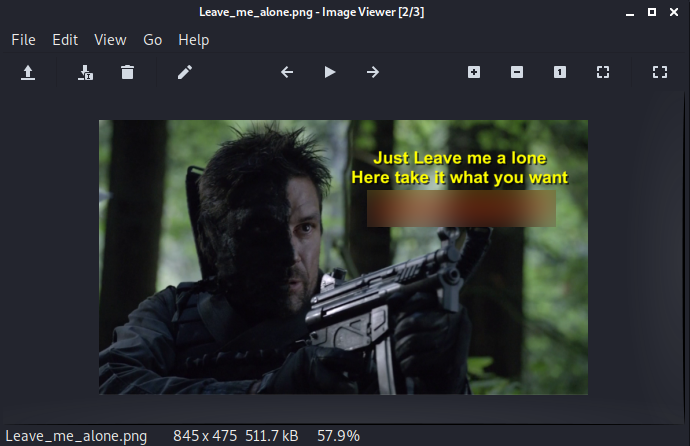 Leave_me_alone.png - Image Viewer [2/3]
File Edit View Go Help
1
Just Leave me a lone
Here take it what you want
Leave_me_alone.png 845 x 475 511.7 kB 57.9%